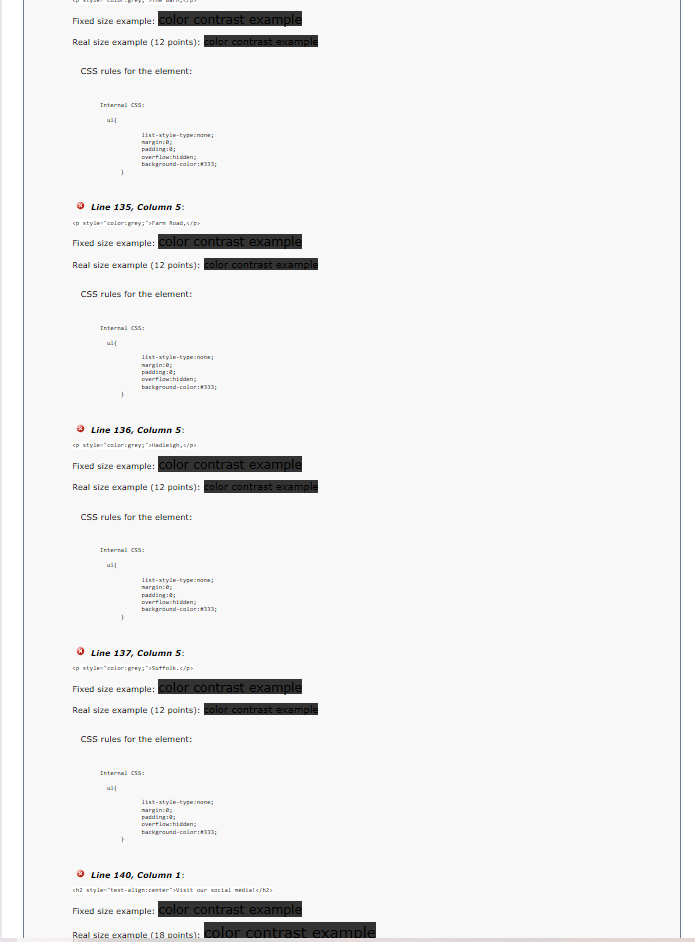 <p style="color:grey;">The Barn,</p>
Fixed size example: color contrast example
Real size example (12 points): color contrast example
CSS rules for the element:
Internal CSS:
ul{
list-style-type:none;
margin:0;
padding:0;
overflow:hidden;
background-color:#333;
}
Line 135, Column 5:
<p style="color:grey;">Farm Road,</p>
Fixed size example: color contrast example
Real size example (12 points): color contrast example
CSS rules for the element:
Internal CSS:
ul{
list-style-type:none;
margin:0;
padding:0;
overflow:hidden;
background-color:#333;
}
Line 136, Column 5:
<p style="color:grey;">Hadleigh,</p>
Fixed size example: color contrast example
Real size example (12 points): color contrast example
CSS rules for the element:
Internal CSS:
ul{
list-style-type:none;
margin:0;
padding:0;
overflow:hidden;
background-color:#333;
}
Line 137, Column 5:
<p style="color:grey;">Suffolk.</p>
Fixed size example: color contrast example
Real size example (12 points): color contrast example
CSS rules for the element:
Internal CSS:
ul{
list-style-type:none;
margin:0;
padding:0;
overflow:hidden;
background-color:#333;
}
Line 140, Column 1:
<h2 style="text-align:center">Visit our social media!</h2>
Fixed size example: color contrast example
Real size example (18 points): color contrast example